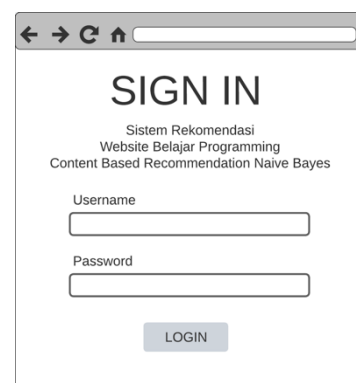 SIGN IN
Sistem Rekomendasi
Website Belajar Programming
Content Based Recommendation Naive Bayes
Username
Password
LOGIN